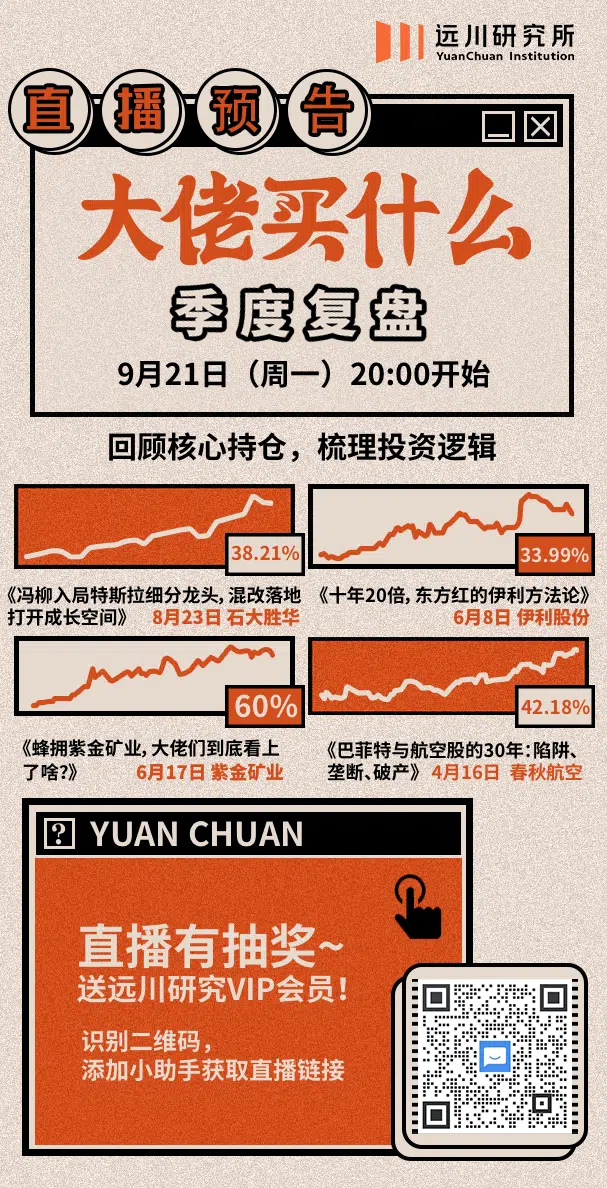 远川研究所
YuanChuan Institution
直播预告
大佬买什么
季度复盘
9月21日（周一）20:00开始
回顾核心持仓，梳理投资逻辑
38.21%
《冯柳入局特斯拉细分龙头，混改落地
打开成长空间》 8月23日 石大胜华
33.99%
《十年20倍，东方红的伊利方法论》
6月8日 伊利股份
60%
《蜂拥紫金矿业，大佬们到底看上
了啥?》 6月17日 紫金矿业
42.18%
《巴菲特与航空股的30年：陷阱、
垄断、破产》 4月16日 春秋航空
? YUAN CHUAN
直播有抽奖~
送远川研究VIP会员！
识别二维码，
添加小助手获取直播链接